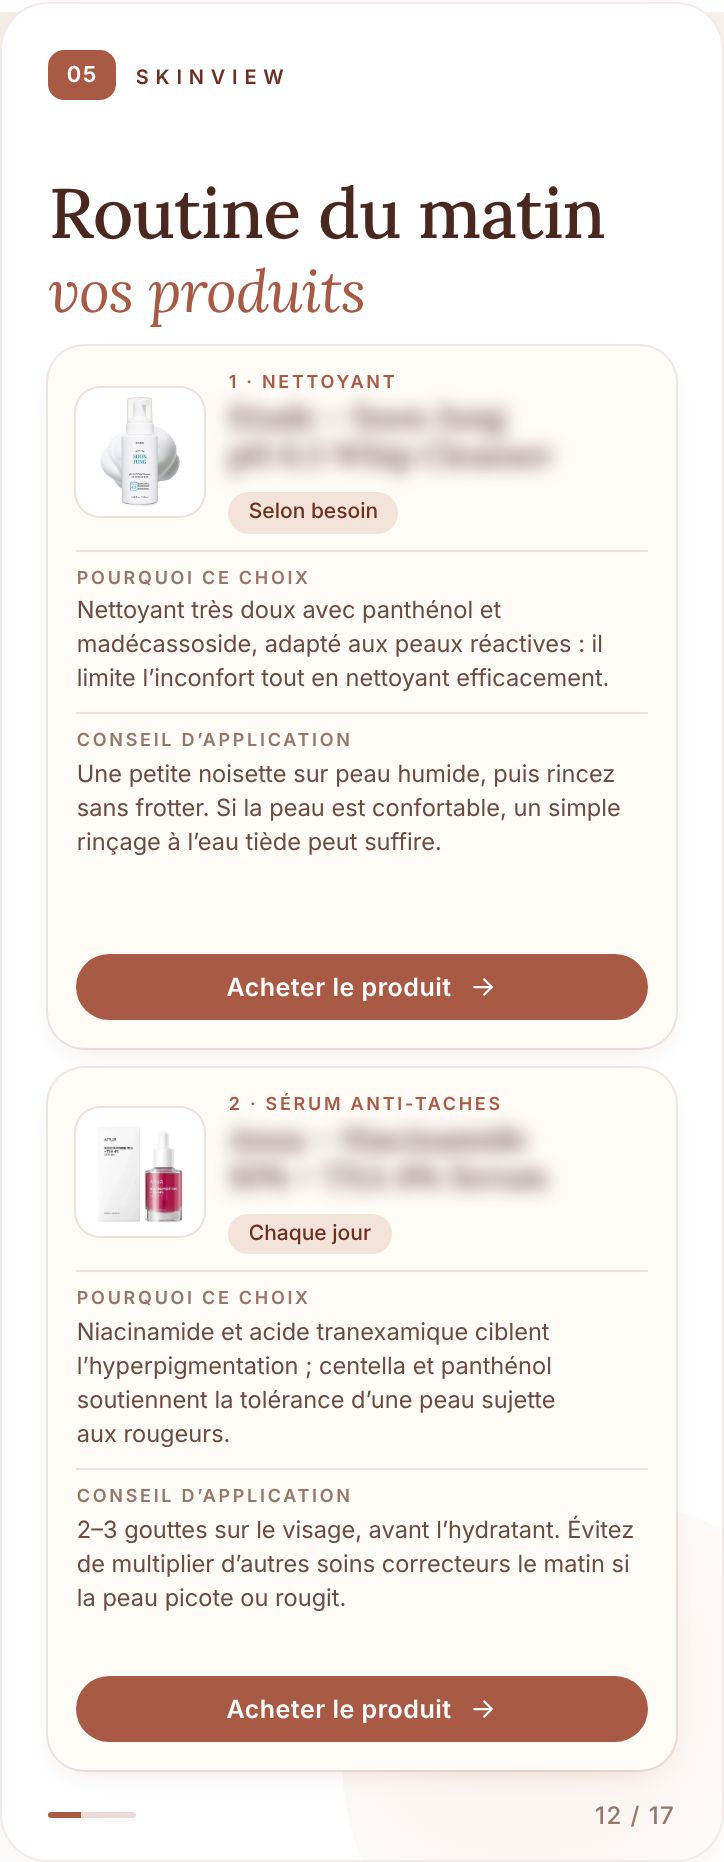 05 SKINVIEW
Routine du matin
vos produits
1 · NETTOYANT
SOON
JUNG
Selon besoin
POURQUOI CE CHOIX
Nettoyant très doux avec panthénol et
madécassoside, adapté aux peaux réactives : il
limite l’inconfort tout en nettoyant efficacement.
CONSEIL D’APPLICATION
Une petite noisette sur peau humide, puis rincez
sans frotter. Si la peau est confortable, un simple
rinçage à l’eau tiède peut suffire.
Acheter le produit →
2 · SÉRUM ANTI-TACHES
Chaque jour
POURQUOI CE CHOIX
Niacinamide et acide tranexamique ciblent
l’hyperpigmentation ; centella et panthénol
soutiennent la tolérance d’une peau sujette
aux rougeurs.
CONSEIL D’APPLICATION
2–3 gouttes sur le visage, avant l’hydratant. Évitez
de multiplier d’autres soins correcteurs le matin si
la peau picote ou rougit.
Acheter le produit →
12 / 17